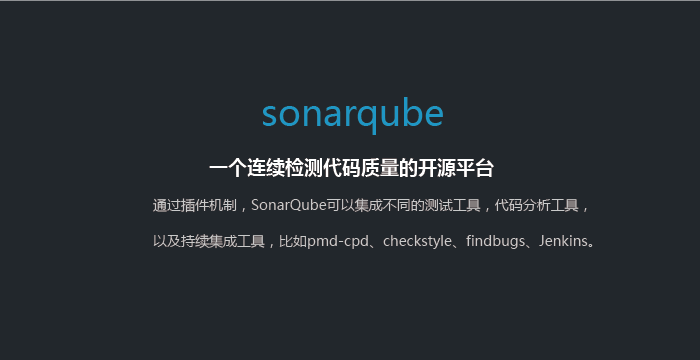 sonarqube
一个连续检测代码质量的开源平台
通过插件机制，SonarQube可以集成不同的测试工具，代码分析工具，
以及持续集成工具，比如pmd-cpd、checkstyle、findbugs、Jenkins。